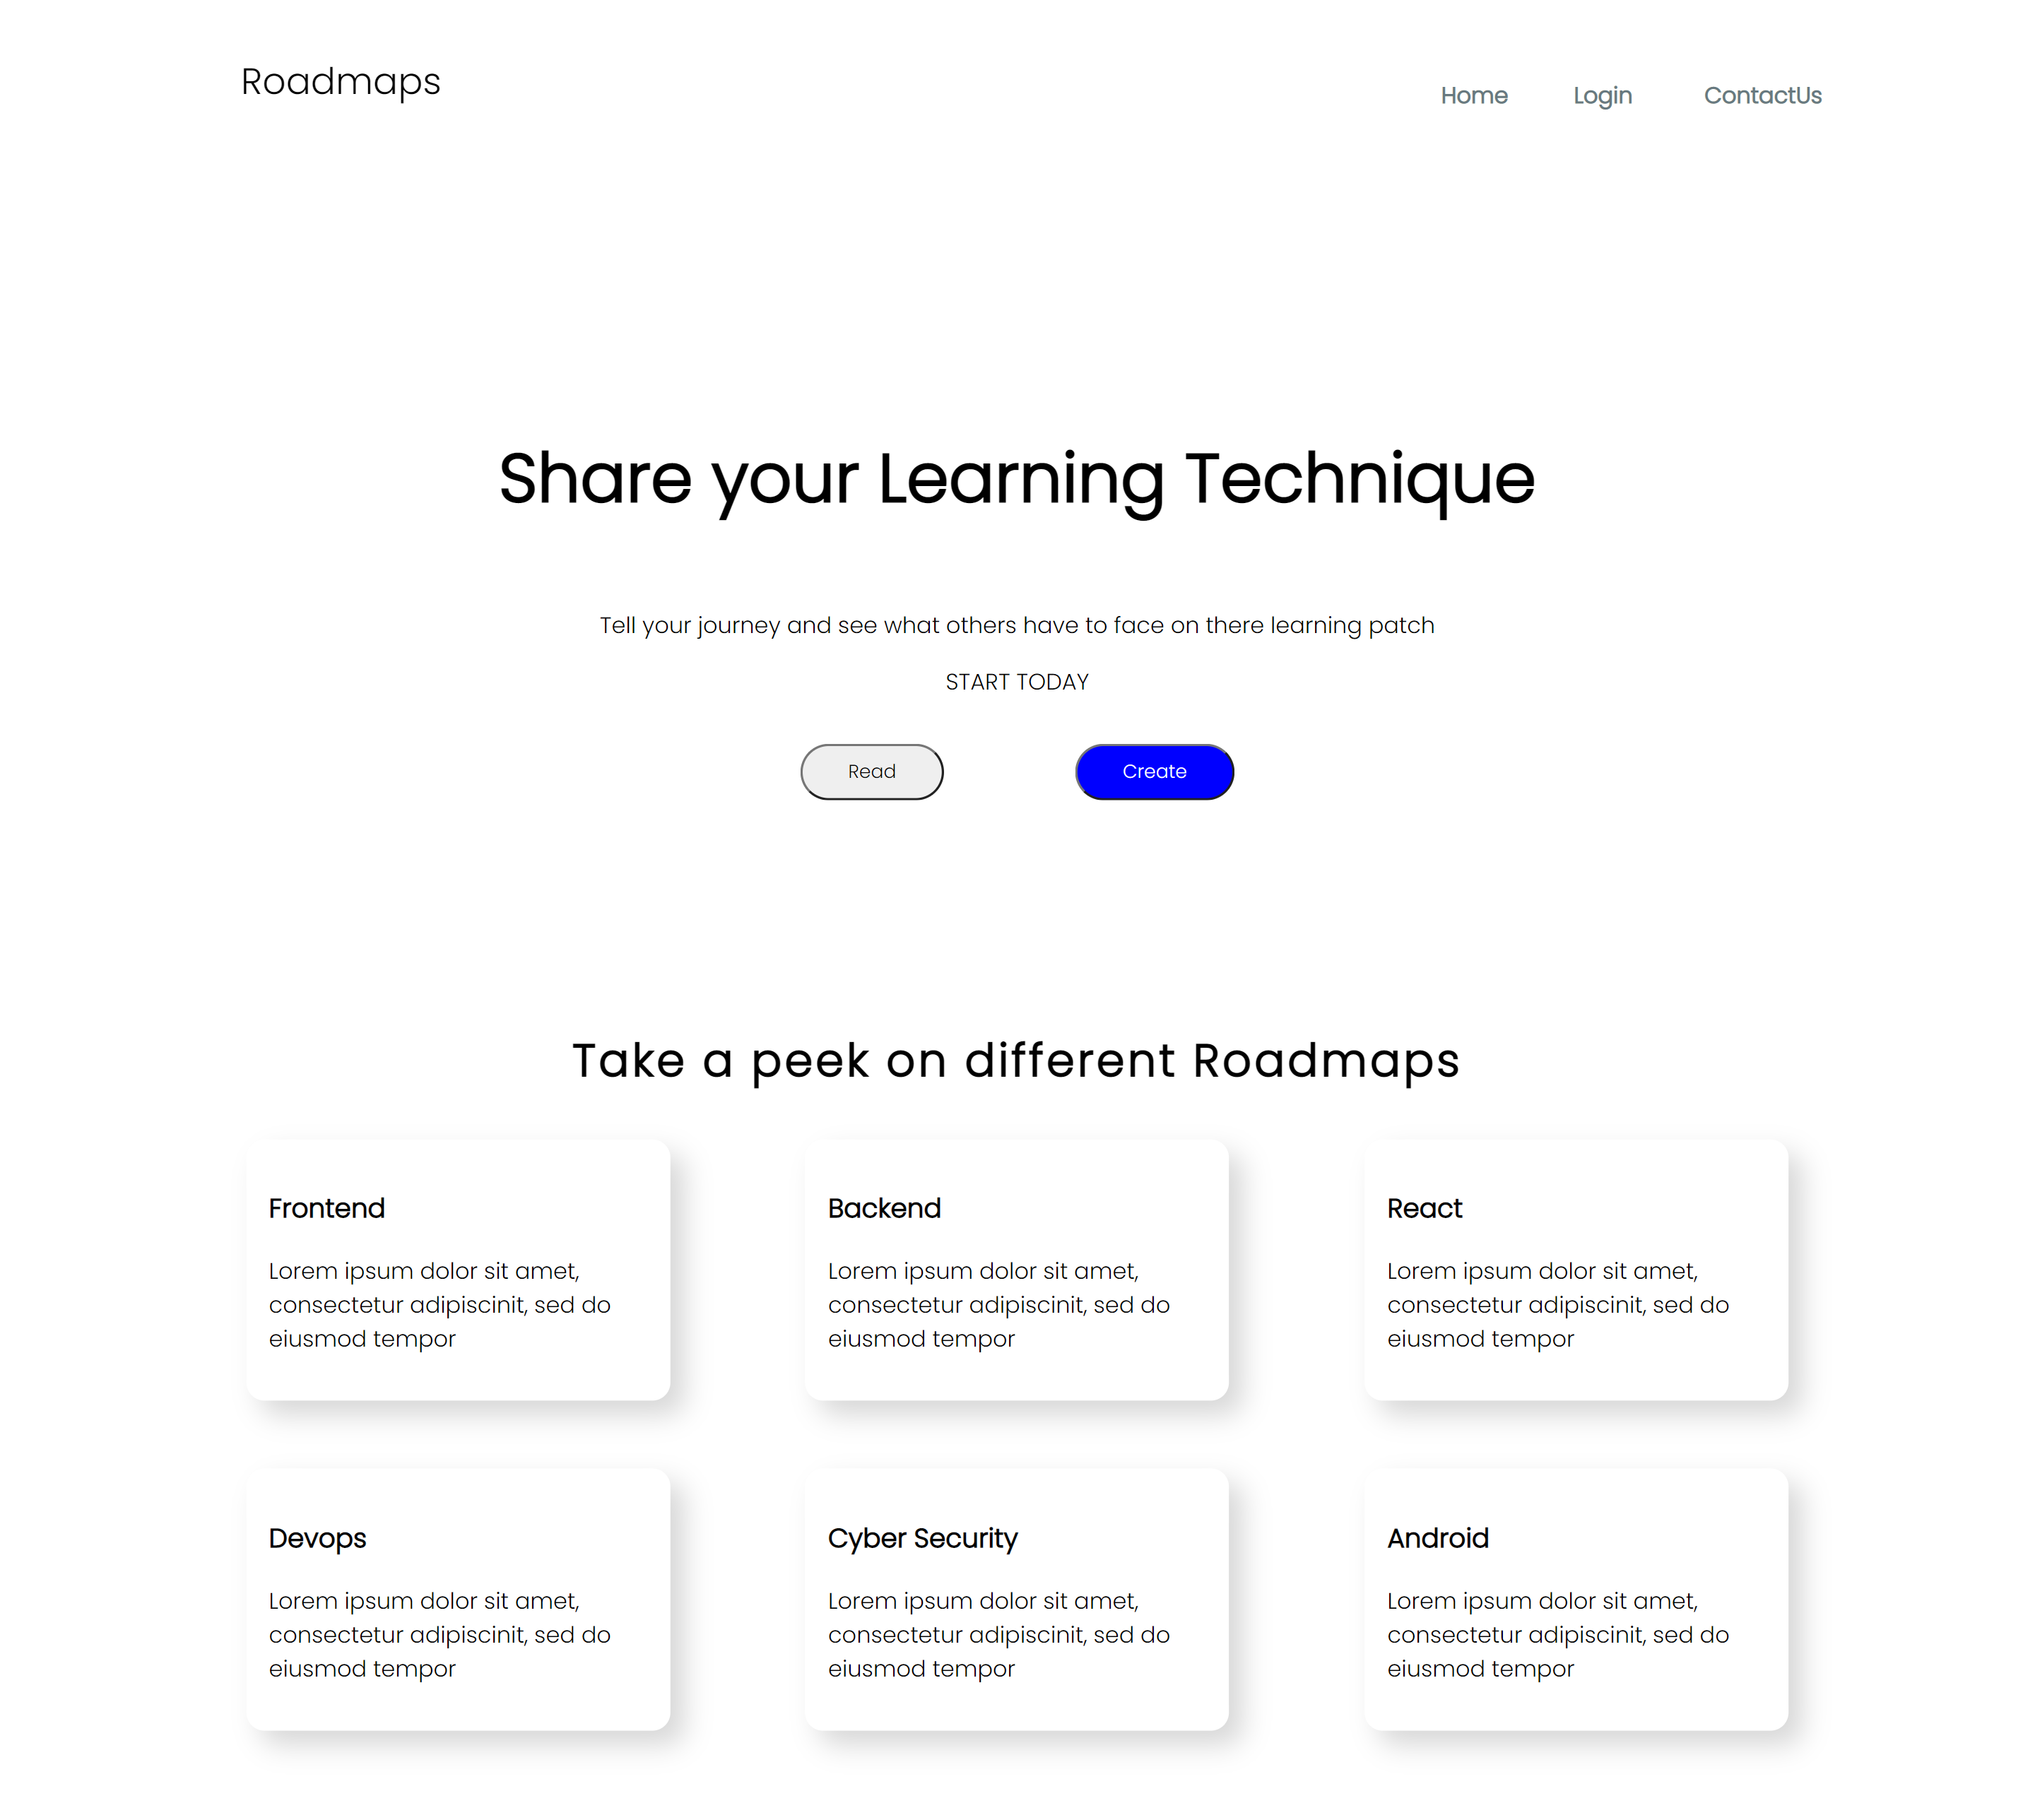 Roadmaps
Home Login ContactUs
Share your Learning Technique
Tell your journey and see what others have to face on there learning patch
START TODAY
Read Create
Take a peek on different Roadmaps
Frontend
Lorem ipsum dolor sit amet,
consectetur adipiscinit, sed do
eiusmod tempor
Backend
Lorem ipsum dolor sit amet,
consectetur adipiscinit, sed do
eiusmod tempor
React
Lorem ipsum dolor sit amet,
consectetur adipiscinit, sed do
eiusmod tempor
Devops
Lorem ipsum dolor sit amet,
consectetur adipiscinit, sed do
eiusmod tempor
Cyber Security
Lorem ipsum dolor sit amet,
consectetur adipiscinit, sed do
eiusmod tempor
Android
Lorem ipsum dolor sit amet,
consectetur adipiscinit, sed do
eiusmod tempor